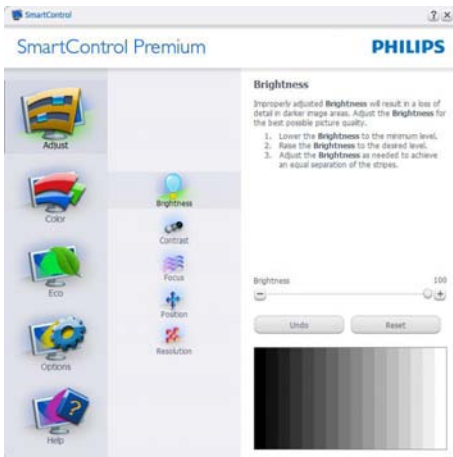 SmartControl
SmartControl Premium
PHILIPS
Adjust
Color
Eco
Options
Help
Brightness
Contrast
Focus
Position
Resolution
Brightness
Improperly adjusted Brightness will result in a loss of
detail in darker image areas. Adjust the Brightness for
the best possible picture quality.
1. Lower the Brightness to the minimum level.
2. Raise the Brightness to the desired level.
3. Adjust the Brightness as needed to achieve
an equal separation of the stripes.
Brightness 100
Undo Reset